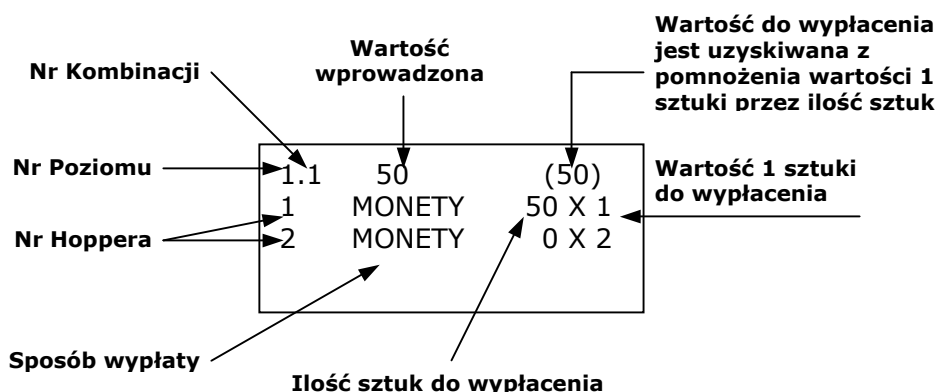 Wartość do wypłacenia
jest uzyskiwana z
pomnożenia wartości 1
sztuki przez ilość sztuk
Wartość
wprowadzona
Nr Kombinacji
Nr Poziomu
1.1 50 (50)
Wartość 1 sztuki
do wypłacenia
1 MONETY 50 X 1
Nr Hoppera
2 MONETY 0 X 2
Sposób wypłaty
Ilość sztuk do wypłacenia